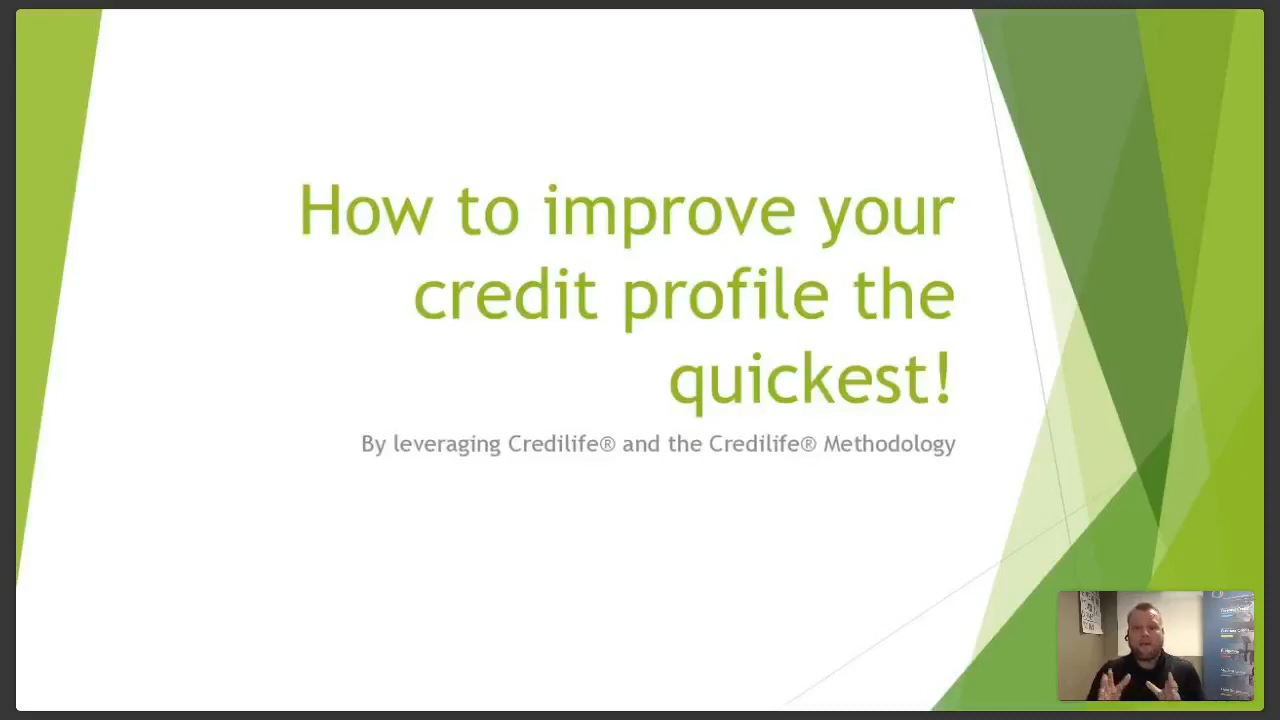 How to improve your
credit profile the
quickest!
By leveraging Credilife® and the Credilife® Methodology